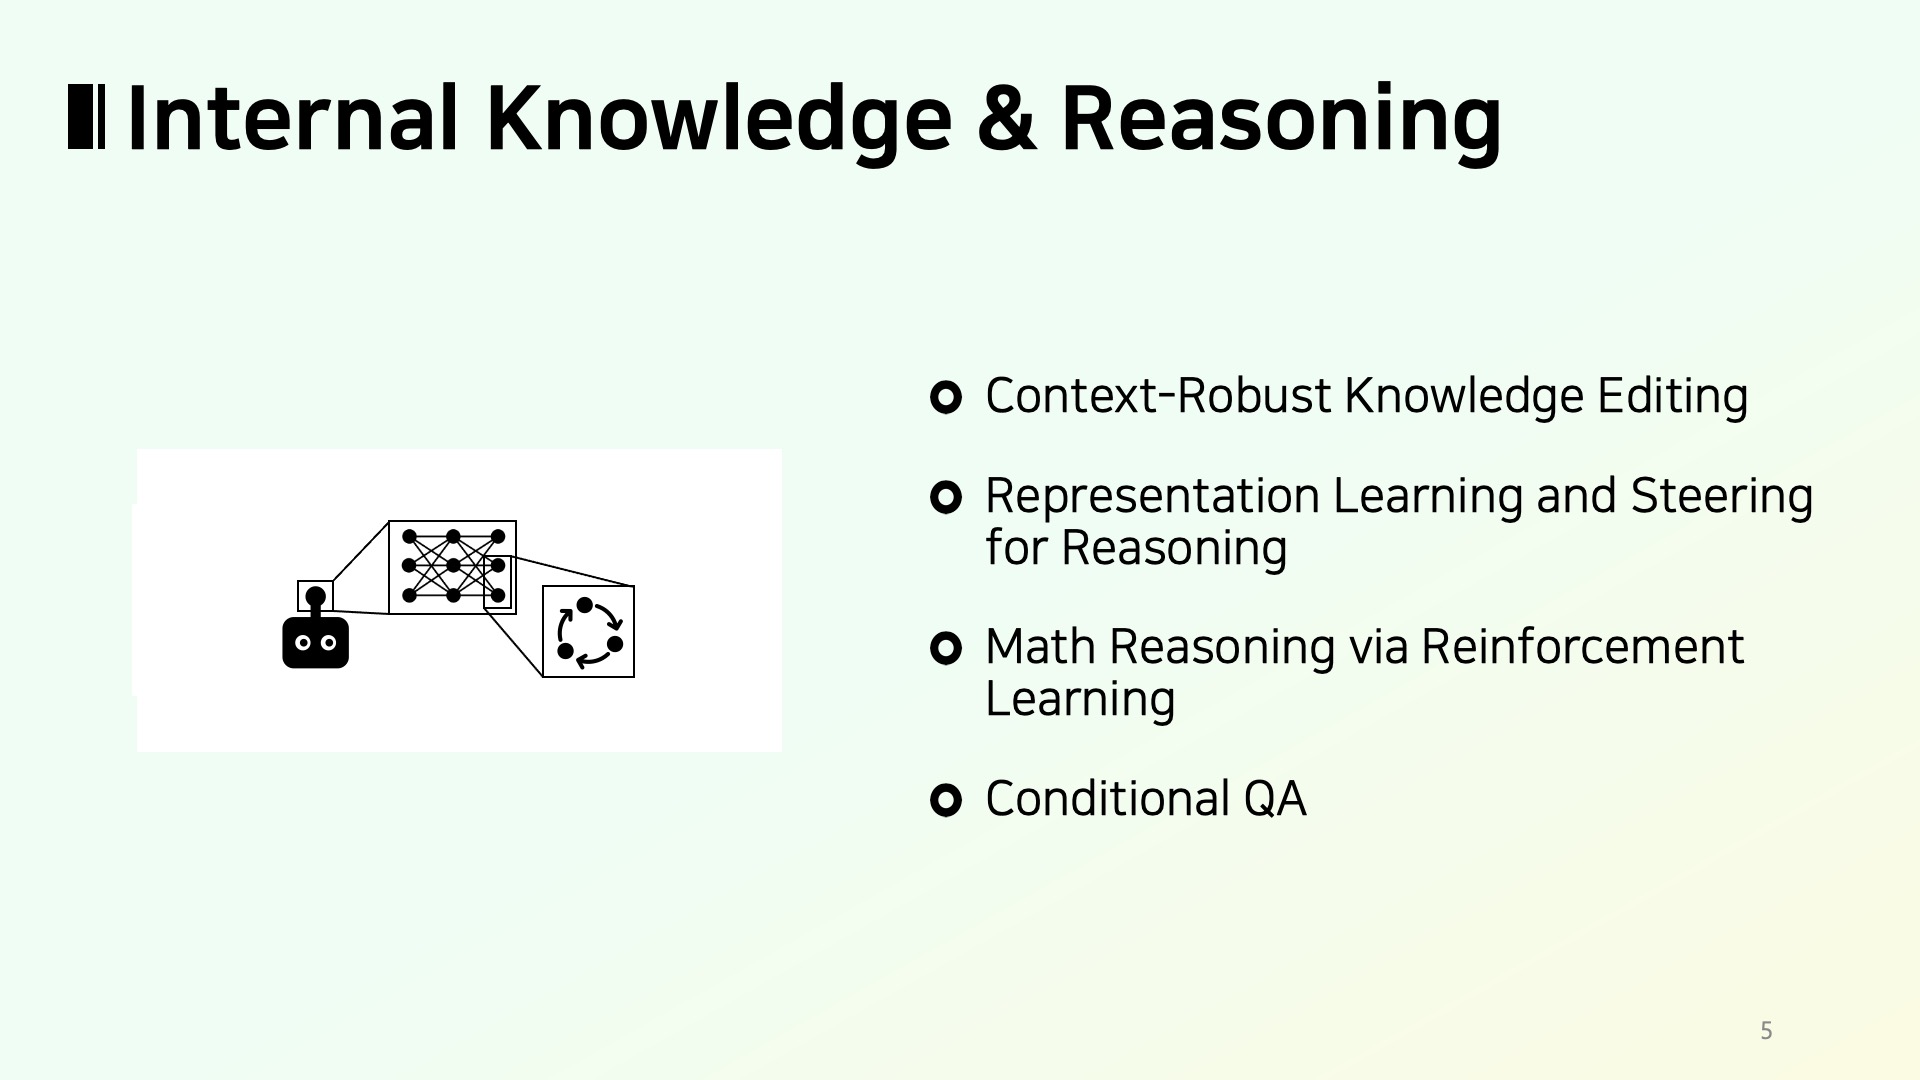 Internal Knowledge & Reasoning
Context-Robust Knowledge Editing
Representation Learning and Steering
for Reasoning
Math Reasoning via Reinforcement
Learning
Conditional QA
5